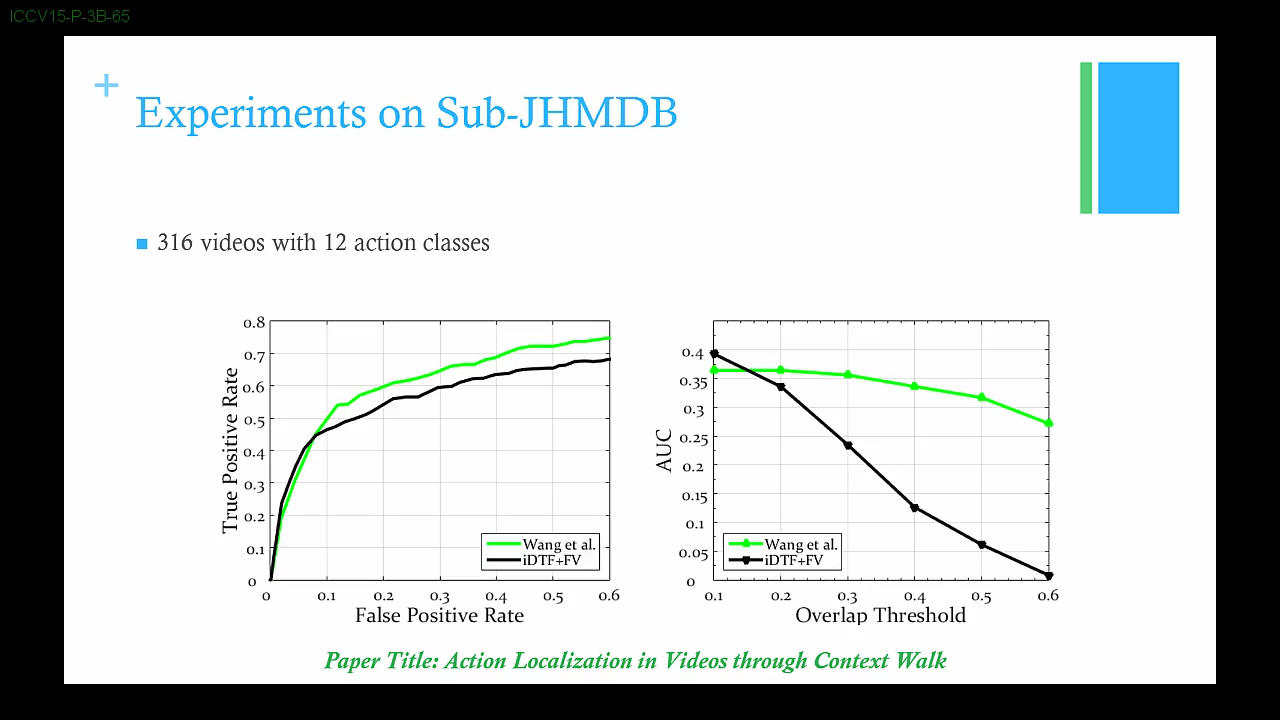 ICCV15-P-3B-65
+
Experiments on Sub-JHMDB
316 videos with 12 action classes
True Positive Rate
0.8
0.7
0.6
0.5
0.4
0.3
0.2
0.1
0
0 0.1 0.2 0.3 0.4 0.5 0.6
False Positive Rate
Wang et al.
iDTF+FV
AUC
0.4
0.35
0.3
0.25
0.2
0.15
0.1
0.05
0
0.1 0.2 0.3 0.4 0.5 0.6
Overlap Threshold
Wang et al.
iDTF+FV
Paper Title: Action Localization in Videos through Context Walk